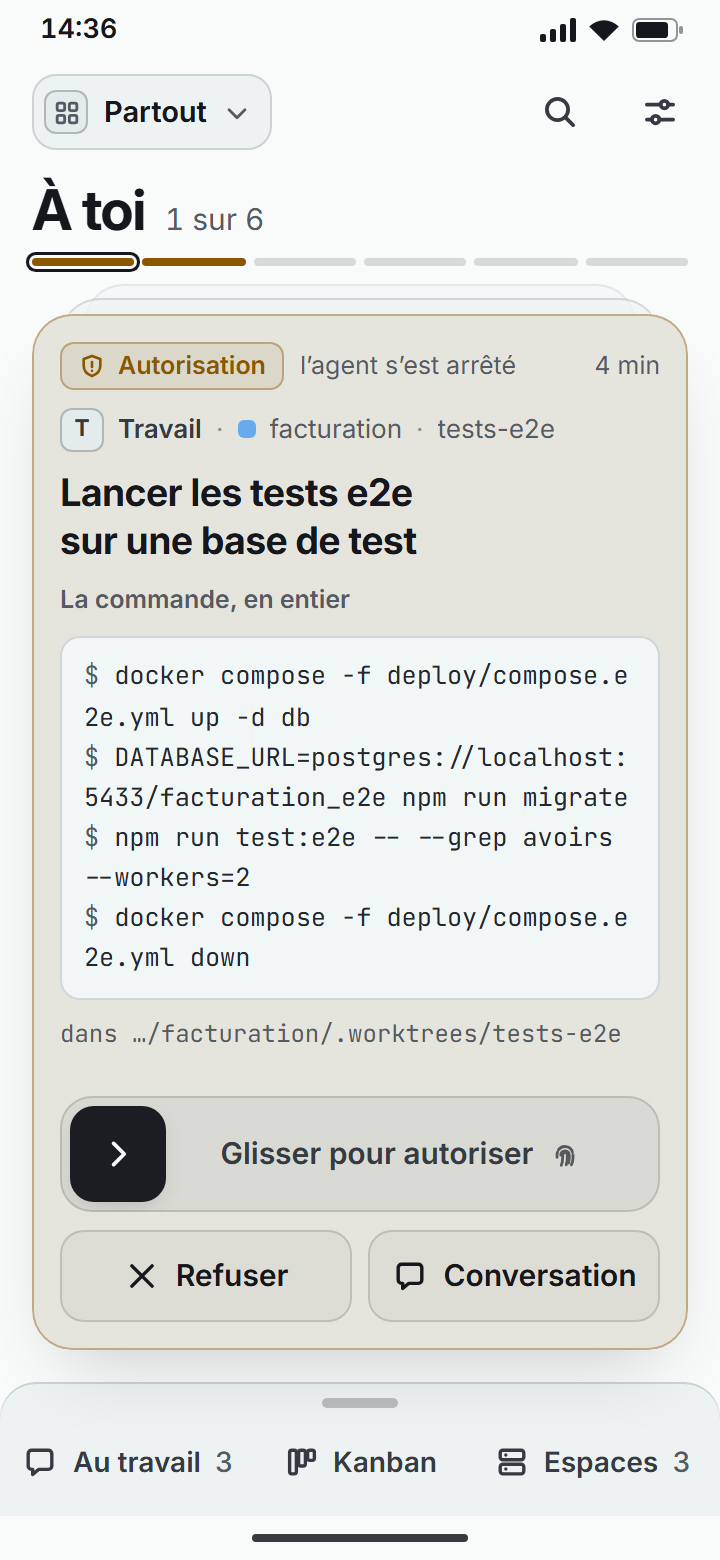 14:36
Partout
À toi 1 sur 6
Autorisation l’agent s’est arrêté 4 min
T Travail · facturation · tests-e2e
Lancer les tests e2e
sur une base de test
La commande, en entier
$ docker compose -f deploy/compose.e
2e.yml up -d db
$ DATABASE_URL=postgres://localhost:
5433/facturation_e2e npm run migrate
$ npm run test:e2e -- --grep avoirs
--workers=2
$ docker compose -f deploy/compose.e
2e.yml down
dans …/facturation/.worktrees/tests-e2e
Glisser pour autoriser
Refuser Conversation
Au travail 3 Kanban Espaces 3